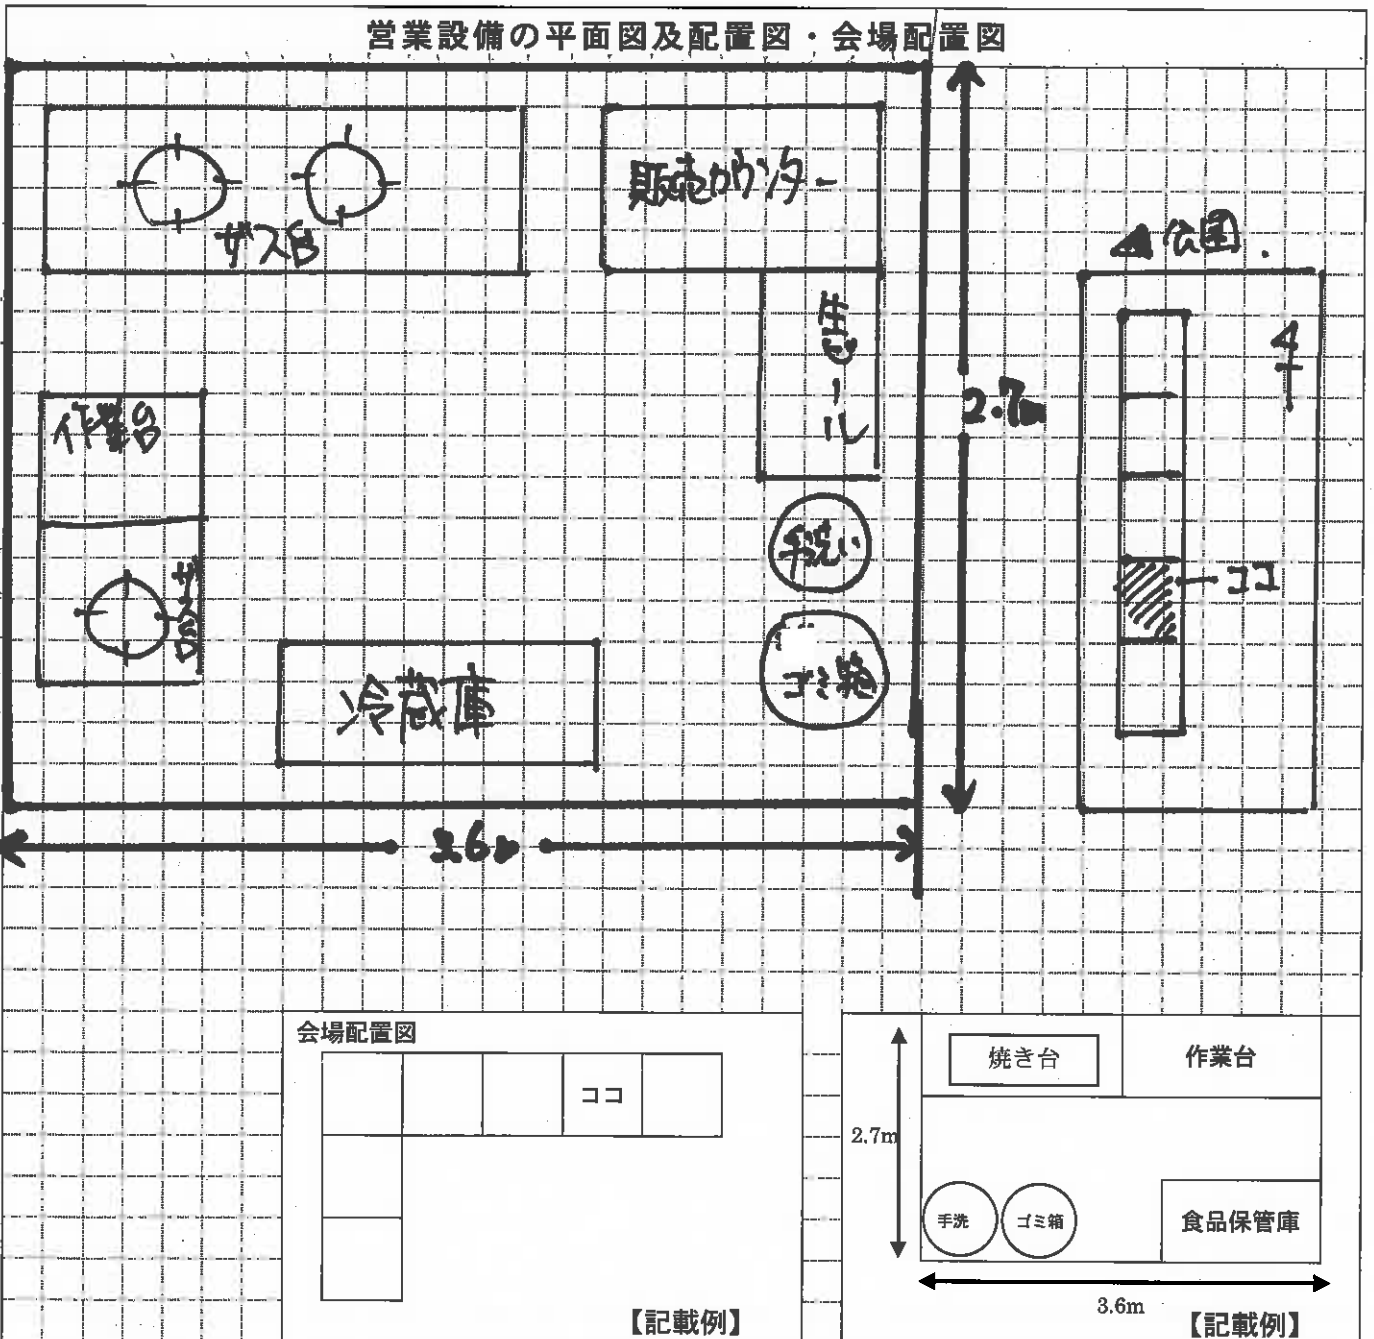 営業設備の平面図及配置図・会場配置図
ガス台
販売カウンター
▲公園.
生ビール
作業台
2.7m
手洗い
ガス台
ココ
ゴミ箱
冷蔵庫
3.6m
会場配置図
ココ
【記載例】
焼き台
作業台
2.7m
手洗
ゴミ箱
食品保管庫
3.6m
【記載例】